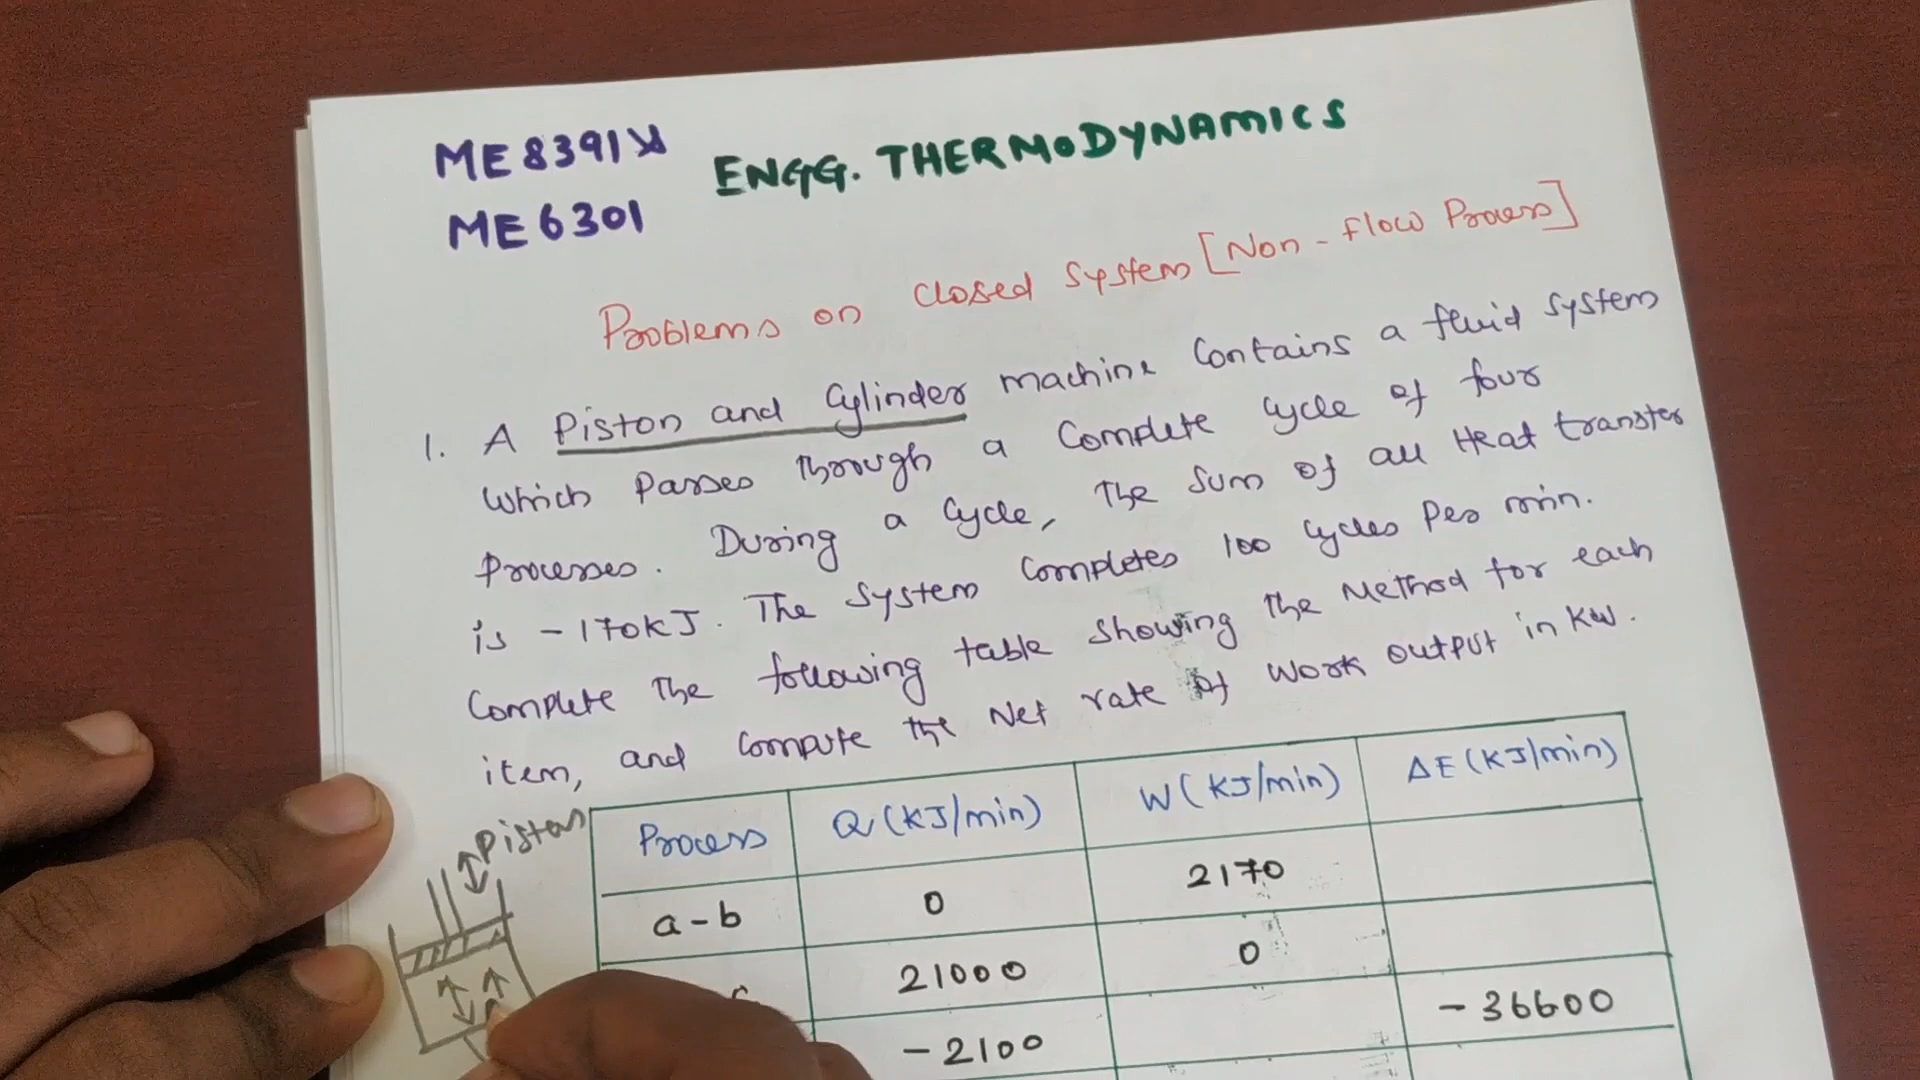 ME8391 &
ENGG. THERMODYNAMICS
ME6301
Problems on closed system [Non-flow Process]
1. A Piston and Cylinder machine Contains a fluid system
which passes through a complete cycle of four
processes. During a cycle, the sum of all Heat transfer
is -170kJ. The system completes 100 cycles per min.
Complete the following table showing the Method for each
item, and compute the Net rate of work output in kW.
Piston
Process Q (KJ/min) W (KJ/min) ΔE (KJ/min)
a-b 0 2170
c 21000 0
-2100 -36600